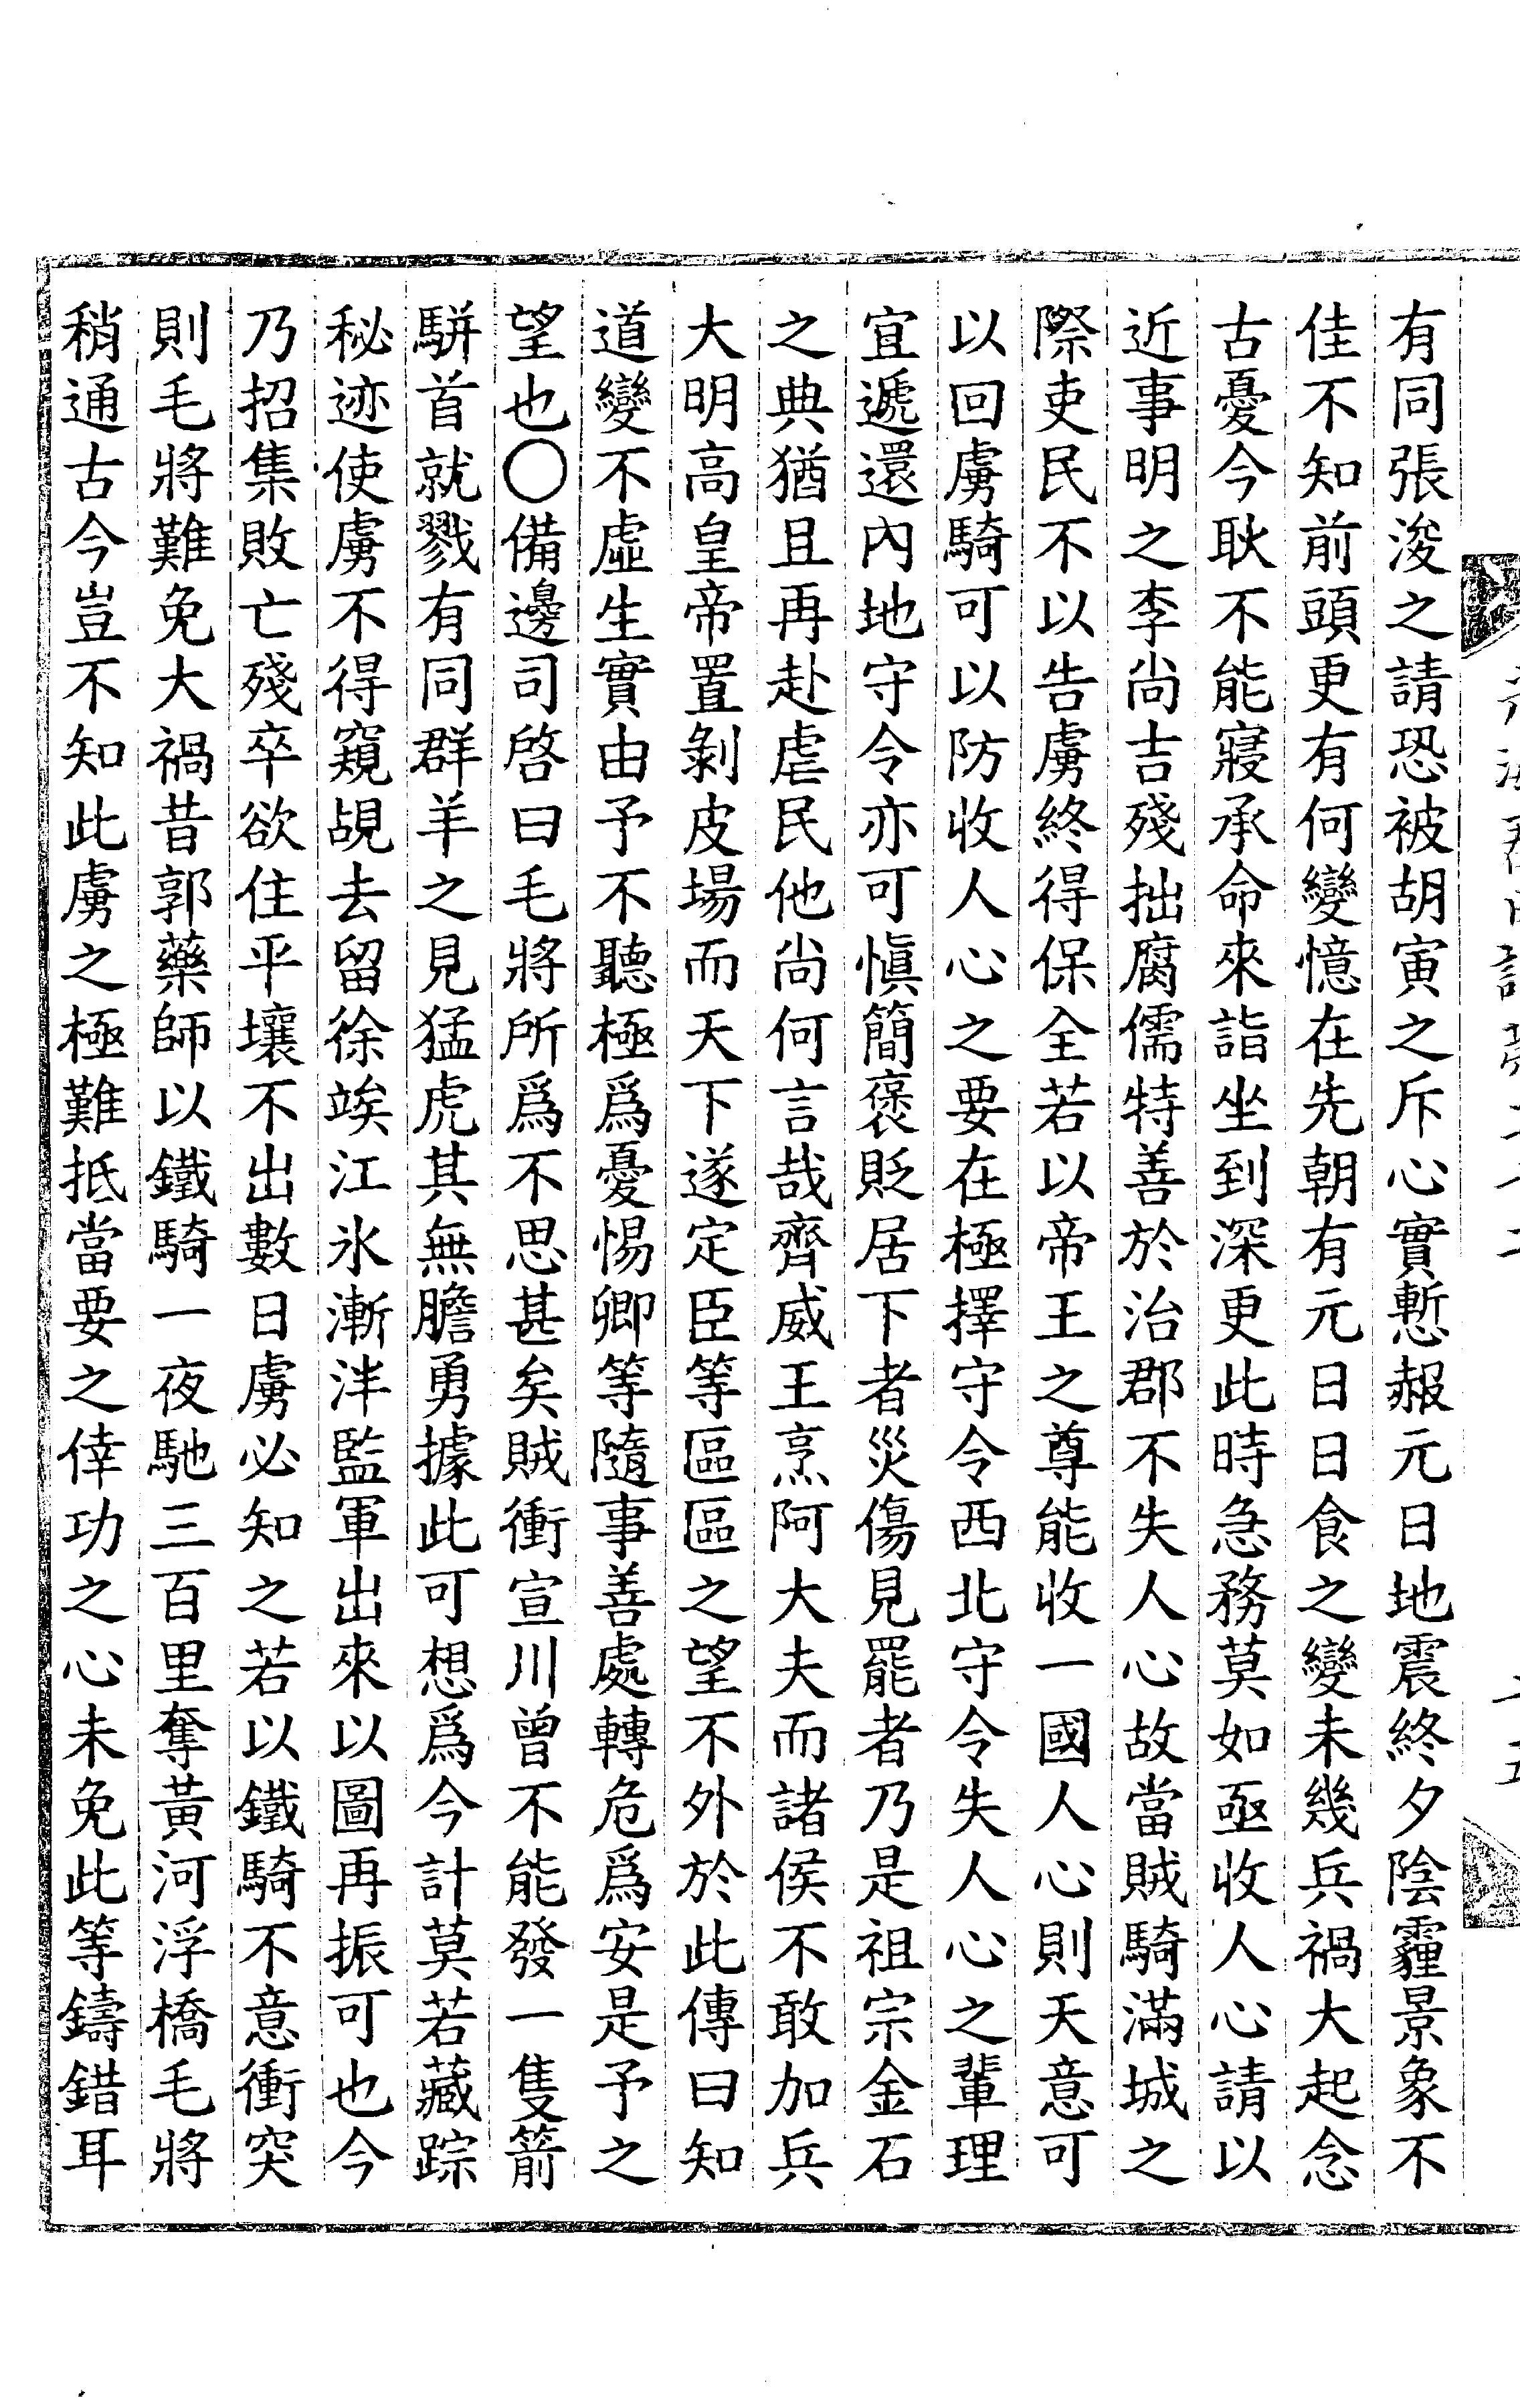 有同張浚之請恐被胡寅之斥心實慙赧元日地震終夕陰霾景象不
佳不知前頭更有何變憶在先朝有元日日食之變未幾兵禍大起念
古憂今耿不能寢承命來詣坐到深更此時急務莫如亟收人心請以
近事明之李尙吉殘拙腐儒特善於治郡不失人心故當賊騎滿城之
際吏民不以告虜終得保全若以帝王之尊能收一國人心則天意可
以回虜騎可以防收人心之要在極擇守令西北守令失人心之輩理
宜遞還內地守令亦可愼簡褒貶居下者災傷見罷者乃是祖宗金石
之典猶且再赴虐民他尙何言哉齊威王烹阿大夫而諸侯不敢加兵
大明高皇帝置剝皮場而天下遂定臣等區區之望不外於此傳曰知
道變不虛生實由予不聽極爲憂惕卿等隨事善處轉危爲安是予之
望也○備邊司啓曰毛將所爲不思甚矣賊衝宣川曾不能發一隻箭
騈首就戮有同群羊之見猛虎其無膽勇據此可想爲今計莫若藏踪
秘迹使虜不得窺覘去留徐竢江氷漸泮監軍出來以圖再振可也今
乃招集敗亡殘卒欲住平壤不出數日虜必知之若以鐵騎不意衝突
則毛將難免大禍昔郭藥師以鐵騎一夜馳三百里奪黃河浮橋毛將
稍通古今豈不知此虜之極難抵當要之倖功之心未免此等鑄錯耳